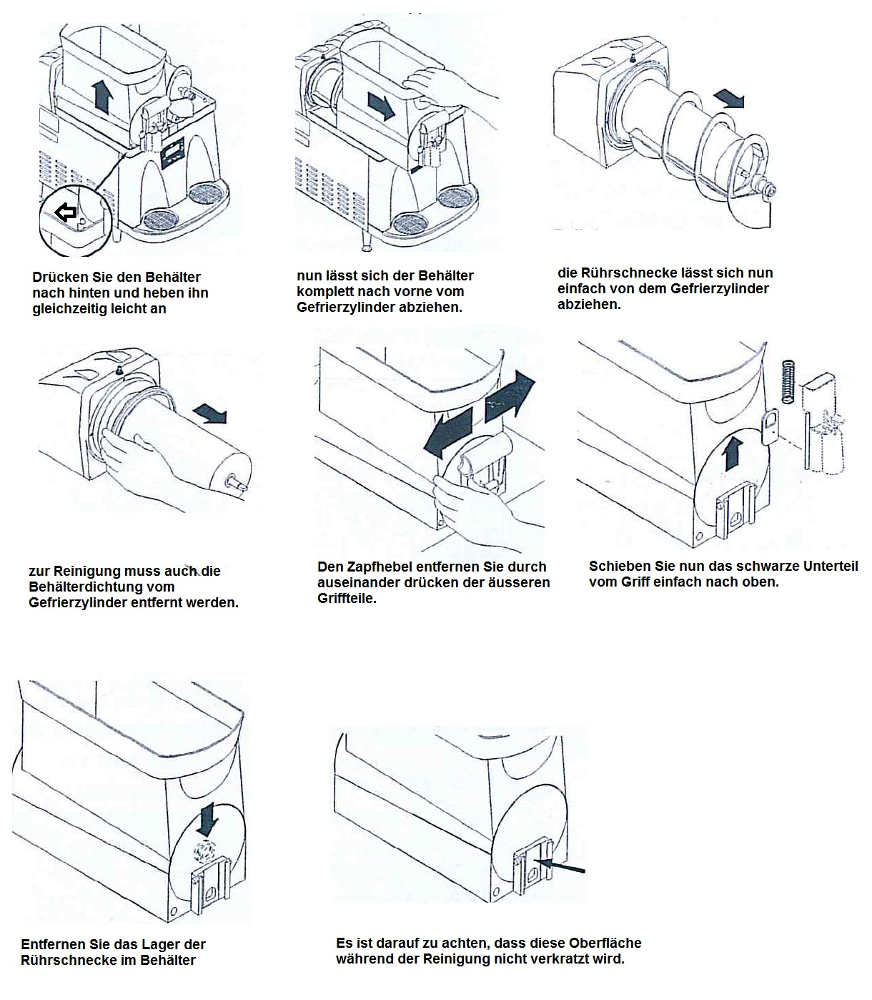 Drücken Sie den Behälter
nach hinten und heben ihn
gleichzeitig leicht an
nun lässt sich der Behälter
komplett nach vorne vom
Gefrierzylinder abziehen.
die Rührschnecke lässt sich nun
einfach von dem Gefrierzylinder
abziehen.
zur Reinigung muss auch die
Behälterdichtung vom
Gefrierzylinder entfernt werden.
Den Zapfhebel entfernen Sie durch
auseinander drücken der äusseren
Griffteile.
Schieben Sie nun das schwarze Unterteil
vom Griff einfach nach oben.
Entfernen Sie das Lager der
Rührschnecke im Behälter
Es ist darauf zu achten, dass diese Oberfläche
während der Reinigung nicht verkratzt wird.